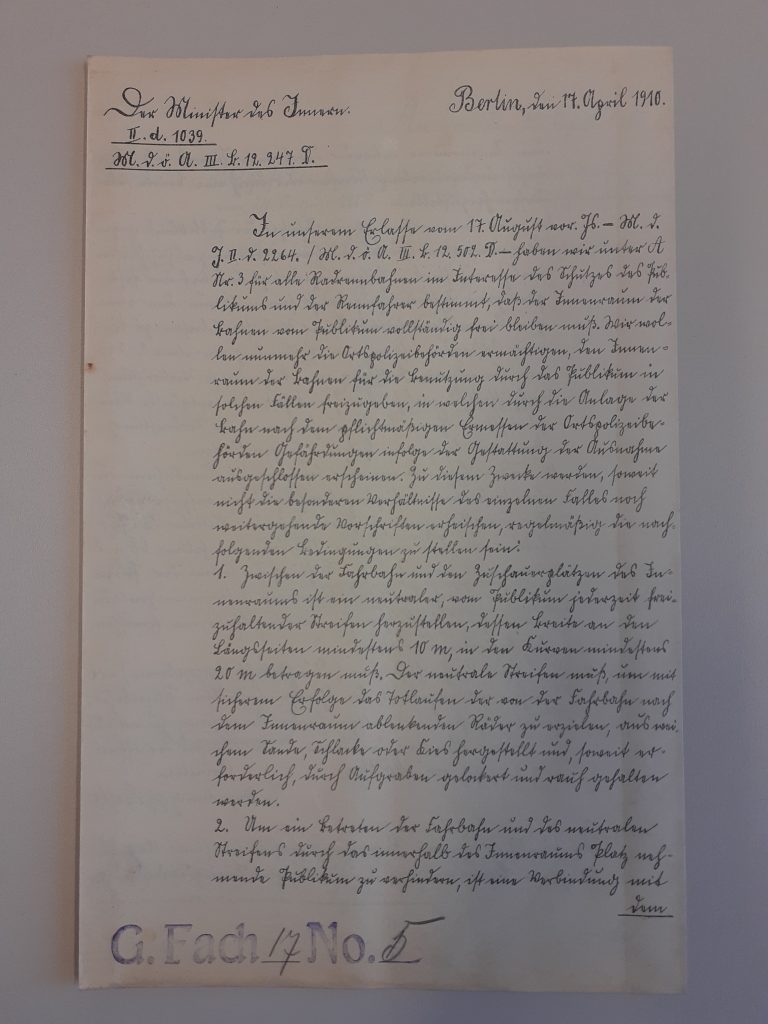 Der Minister des Innern.
Berlin, den 17. April 1910.
II. d. 1039.
M. d. ö. A. III. b. 12. 247. D.
In unserem Erlasse vom 17. August vor. Js. – M. d.
J. II. d. 2264. / M. d. ö. A. III. b. 12. 502. D. – haben wir unter A
Nr. 3 für alle Radrennbahnen im Interesse des Schutzes des Pub-
likums und der Rennfahrer bestimmt, daß der Innenraum der
Bahnen vom Publikum vollständig frei bleiben muß. Wir wol-
len nunmehr die Ortspolizeibehörden ermächtigen, den Innen-
raum der Bahnen für die Benutzung durch das Publikum in
solchen Fällen freizugeben, in welchen durch die Anlage der
Bahn nach dem pflichtmäßigen Ermessen der Ortspolizeibe-
hörden Gefährdungen infolge der Gestattung der Ausnahme
ausgeschlossen erscheinen. Zu diesem Zwecke werden, soweit
nicht die besonderen Verhältnisse des einzelnen Falles noch
weitergehende Vorschriften erheischen, regelmäßig die nach-
folgenden Bedingungen zu stellen sein:
1. Zwischen der Fahrbahn und den Zuschauerplätzen des In-
nenraums ist ein neutraler, vom Publikum jederzeit frei-
zuhaltender Streifen herzustellen, dessen Breite an den
Längsseiten mindestens 10 m, in den Kurven mindestens
20 m betragen muß. Der neutrale Streifen muß, um mit
sicherem Erfolge das Totlaufen der von der Fahrbahn nach
dem Innenraum ablenkenden Räder zu erzielen, aus wei-
chem Sande, Schlacke oder Kies hergestellt und, soweit er-
forderlich, durch Aufgraben gelockert und rauh gehalten
werden.
2. Um ein Betreten der Fahrbahn und des neutralen
Streifens durch das innerhalb des Innenraums Platz neh-
mende Publikum zu verhindern, ist eine Verbindung mit
dem
G. Fach 17 No. 5